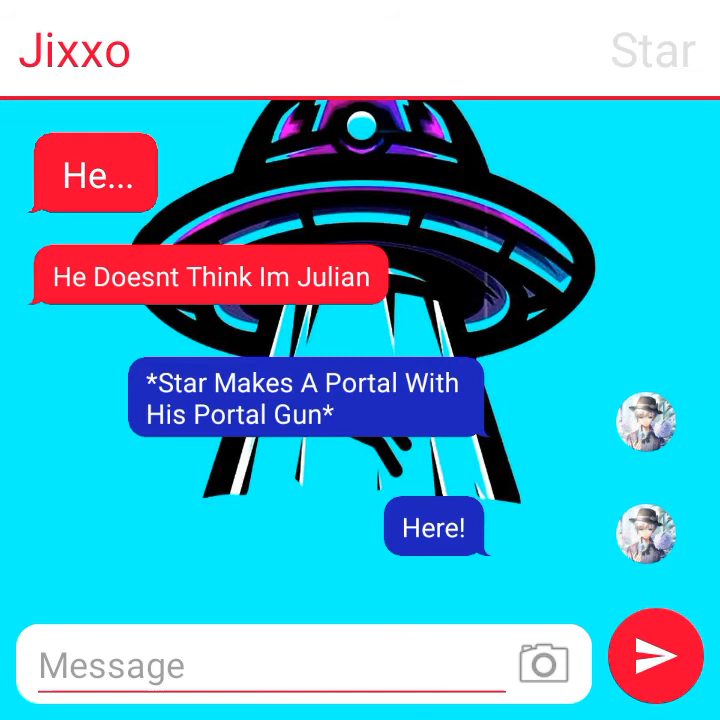 Jixxo
Star
He...
He Doesnt Think Im Julian
*Star Makes A Portal With
His Portal Gun*
Here!
Message